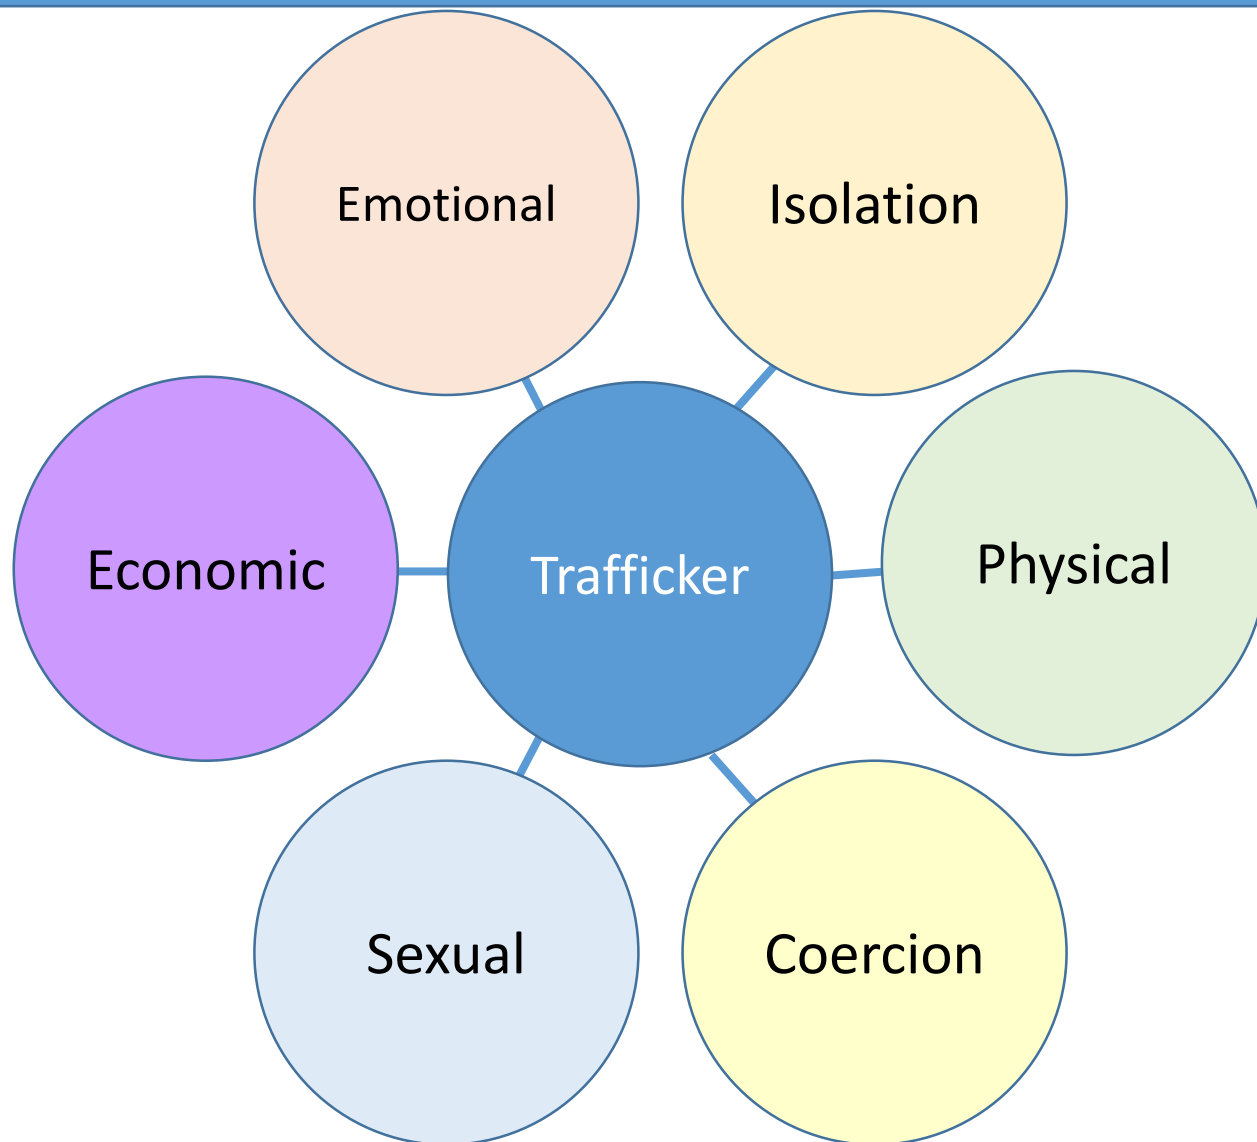 Emotional
Isolation
Economic
Trafficker
Physical
Sexual
Coercion